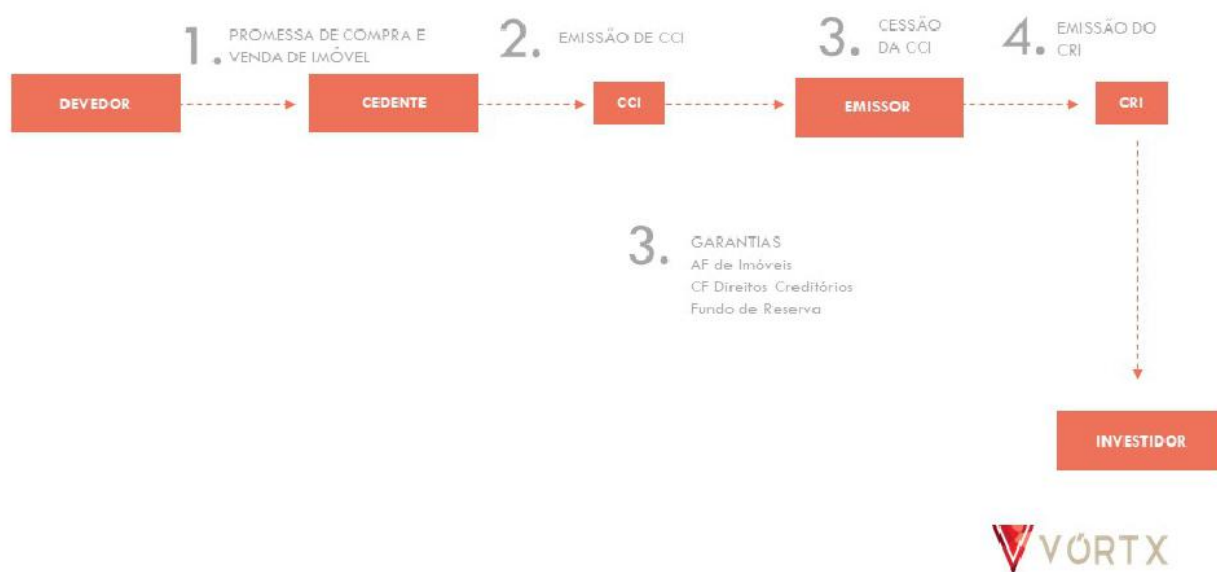 1. PROMESSA DE COMPRA E
VENDA DE IMÓVEL
2. EMISSÃO DE CCI
3. CESSÃO
DA CCI
4. EMISSÃO DO
CRI
DEVEDOR
CEDENTE
CCI
EMISSOR
CRI
3. GARANTIAS
AF de Imóveis
CF Direitos Creditórios
Fundo de Reserva
INVESTIDOR
VÓRTX